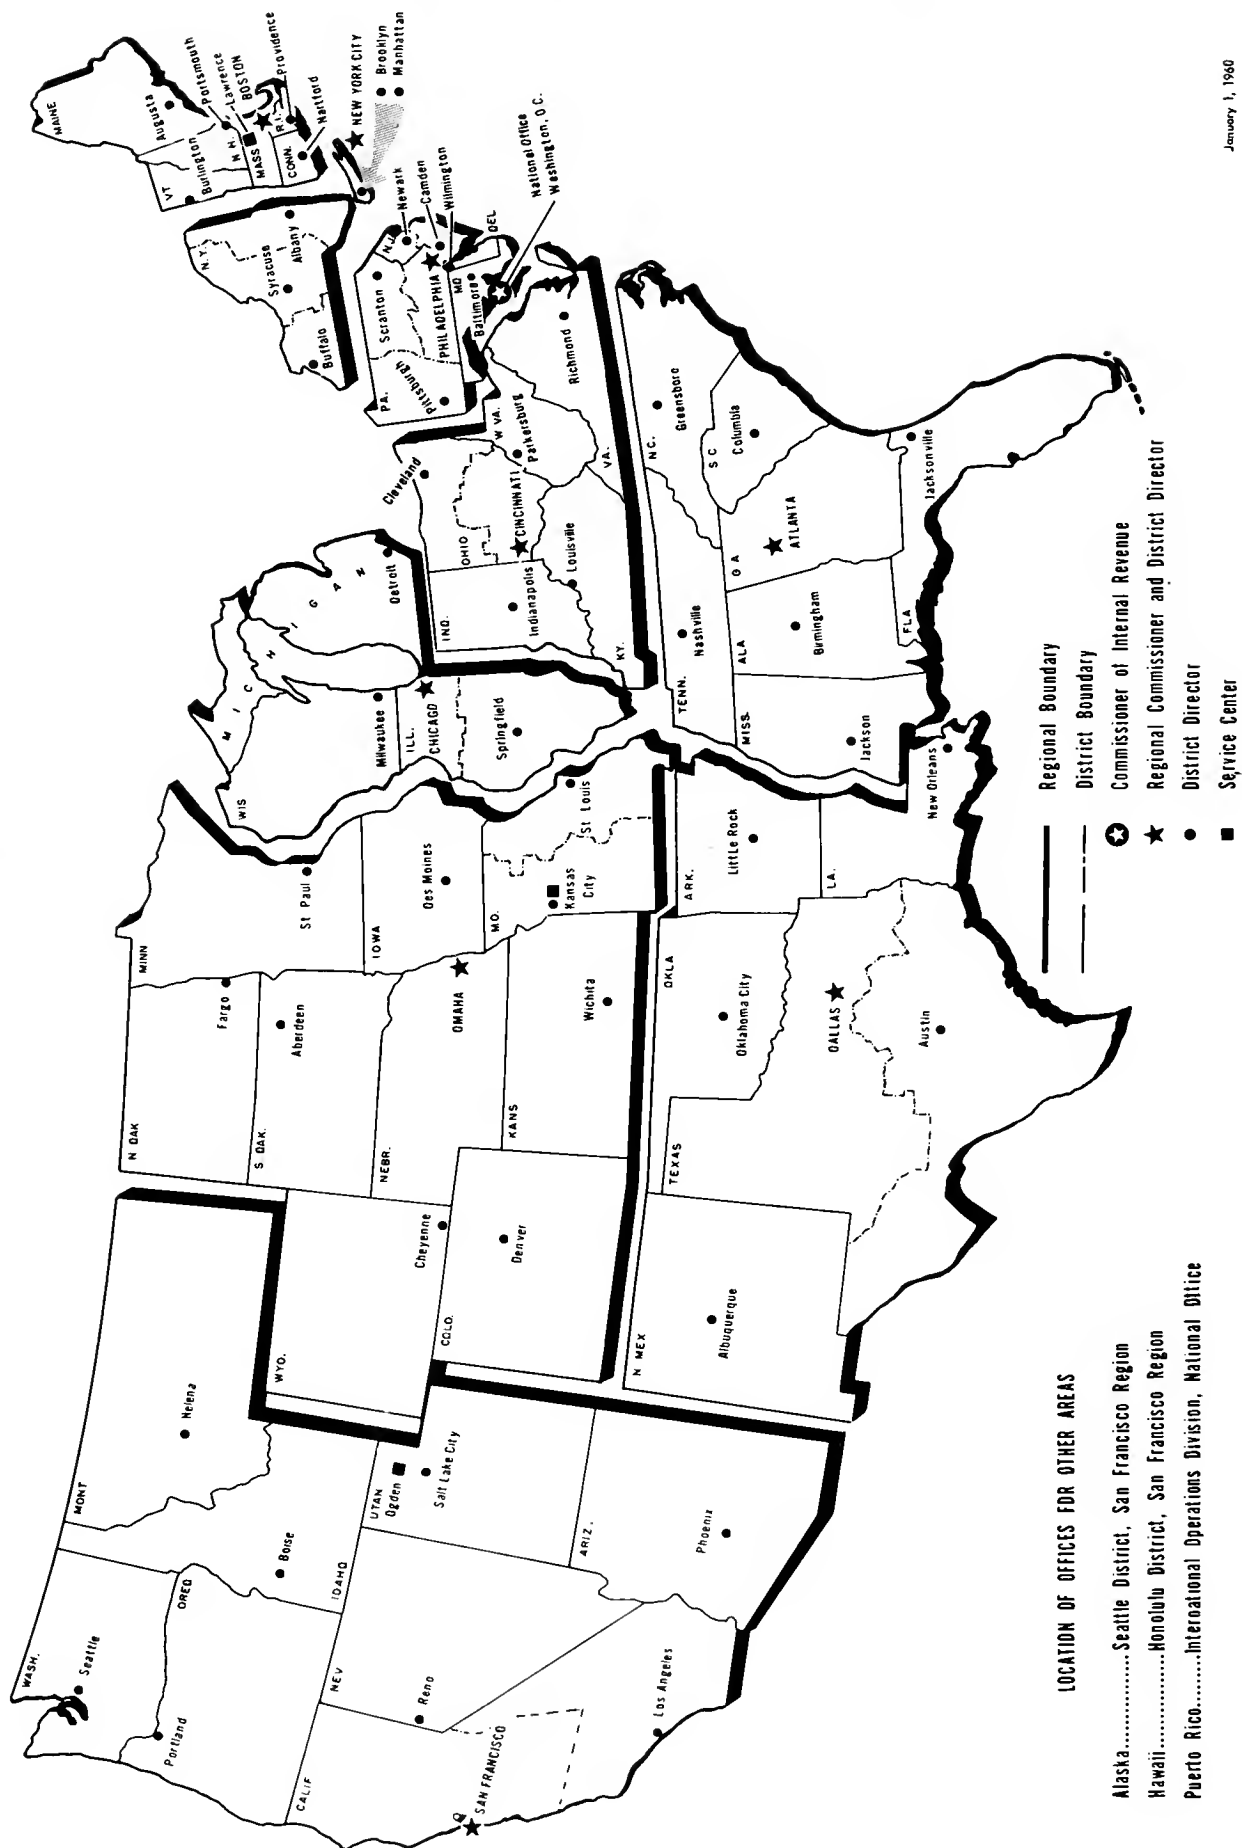 WASH.
Seattle
Portland
OREG
CALIF
SAN FRANCISCO
Los Angeles
NEV
Reno
IDAHO
Boise
MONT
Helena
UTAH
Ogden
Salt Lake City
ARIZ.
Phoenix
WYO.
Cheyenne
COLO.
Denver
N MEX
Albuquerque
N DAK
Fargo
S DAK.
Aberdeen
NEBR.
OMAHA
KANS
Wichita
OKLA
Oklahoma City
TEXAS
DALLAS
Austin
MINN
St Paul
IOWA
Des Moines
MO.
Kansas
City
St Louis
ARK.
Little Rock
LA.
New Orleans
WIS
Milwaukee
MICHIGAN
Detroit
ILL.
CHICAGO
Springfield
IND.
Indianapolis
OHIO
Cleveland
CINCINNATI
KY.
Louisville
W VA.
Parkersburg
VA.
Richmond
TENN.
Nashville
N C.
Greensboro
S C
Columbia
MISS.
Jackson
ALA
Birmingham
GA
ATLANTA
FLA
Jacksonville
PA.
Pittsburgh
Scranton
PHILADELPHIA
N.J.
Newark
Camden
Wilmington
DEL
MD
Baltimore
National Office
Washington, D.C.
N.Y.
Buffalo
Syracuse
Albany
NEW YORK CITY
Brooklyn
Manhattan
MAINE
Augusta
VT
Burlington
N H.
Portsmouth
Lawrence
MASS
BOSTON
R.I.
Providence
CONN.
Hartford
LOCATION OF OFFICES FOR OTHER AREAS
Alaska..............Seattle District, San Francisco Region
Hawaii..............Honolulu District, San Francisco Region
Puerto Rico........International Operations Division, National Office
Regional Boundary
District Boundary
Commissioner of Internal Revenue
Regional Commissioner and District Director
District Director
Service Center
January 1, 1960